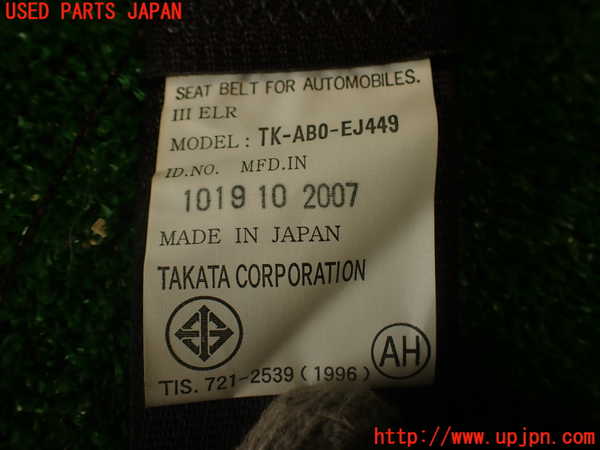 USED PARTS JAPAN
SEAT BELT FOR AUTOMOBILES.
III ELR
MODEL : TK-AB0-EJ449
ID.NO. MFD.IN
1019 10 2007
MADE IN JAPAN
TAKATA CORPORATION
AH
TIS. 721-2539 (1996)
http://www.upjpn.com